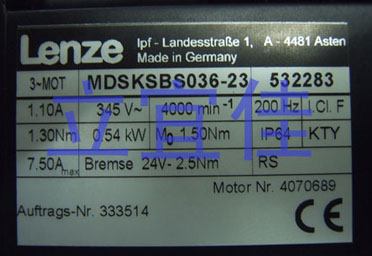 Lenze
Ipf - Landesstraße 1, A - 4481 Asten
Made in Germany
3~MOT MDSKSBS036-23 532283
1.10A 345 V~ 4000 min-1 200 Hz I.Cl. F
1.30Nm 0.54 kW M0 1.50Nm IP64 KTY
7.50Amax Bremse 24V- 2.5Nm RS
Motor Nr. 4070689
Auftrags-Nr. 333514
CE
立宜佳